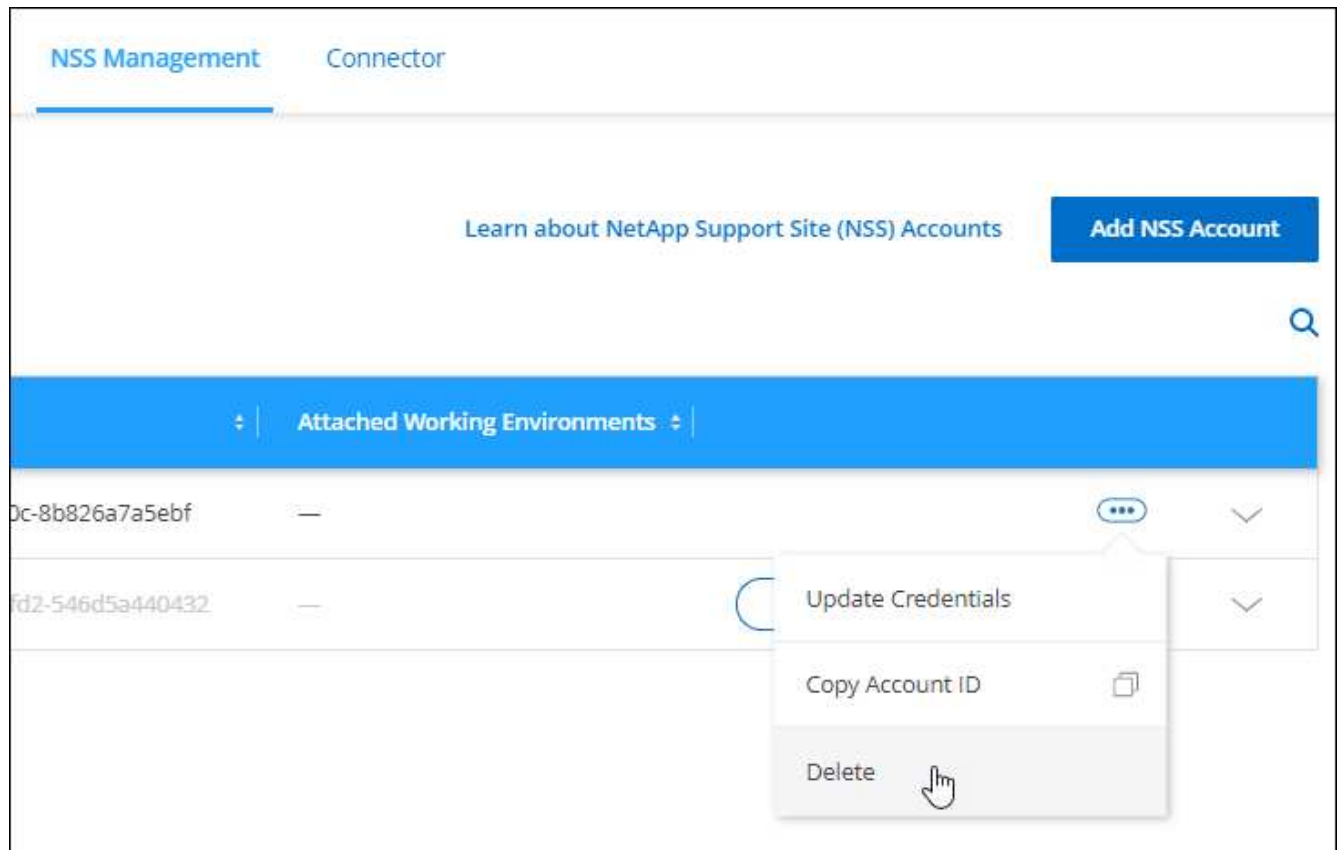 NSS Management Connector
Learn about NetApp Support Site (NSS) Accounts Add NSS Account
Attached Working Environments
0c-8b826a7a5ebf —
fd2-546d5a440432 —
Update Credentials
Copy Account ID
Delete